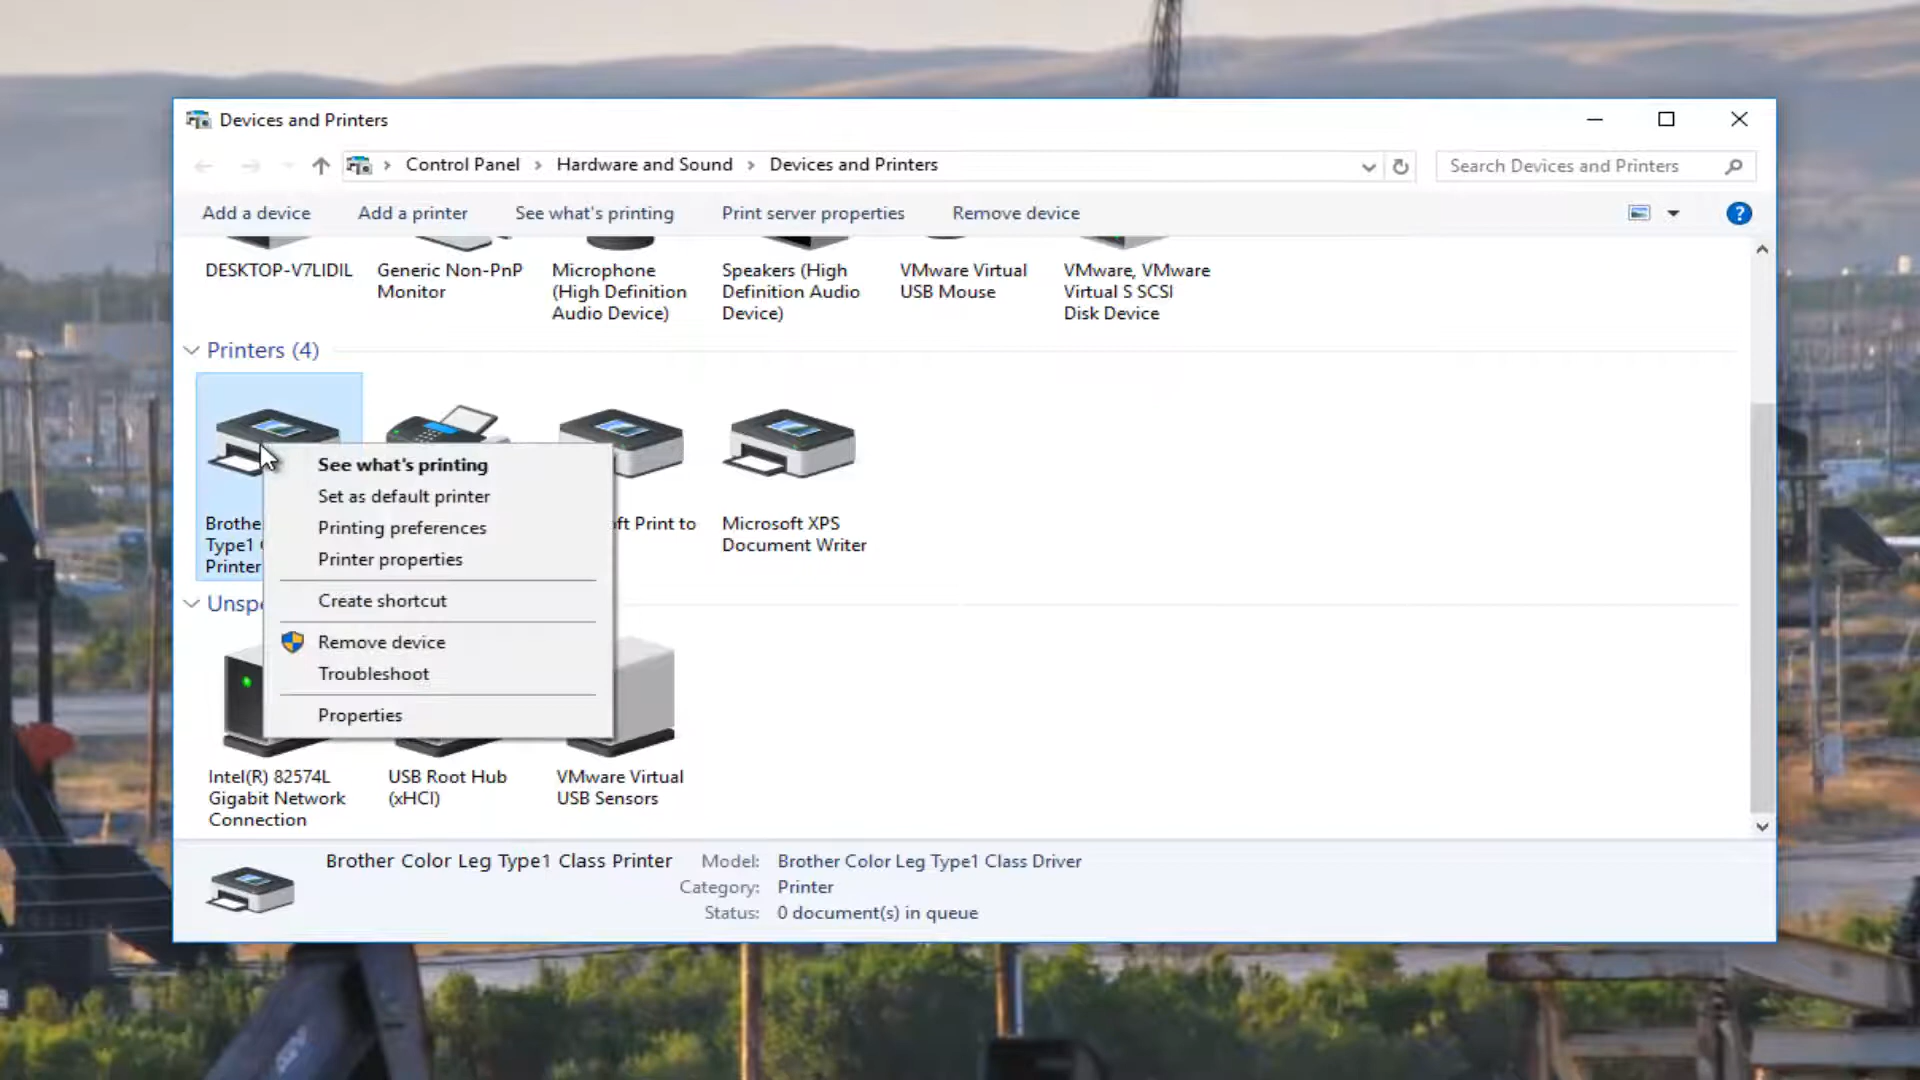 Devices and Printers
Control Panel
Hardware and Sound
Devices and Printers
Search Devices and Printers
Add a device
Add a printer
See what's printing
Print server properties
Remove device
?
DESKTOP-V7LIDIL
Generic Non-PnP
Monitor
Microphone
(High Definition
Audio Device)
Speakers (High
Definition Audio
Device)
VMware Virtual
USB Mouse
VMware, VMware
Virtual S SCSI
Disk Device
Printers (4)
Brothe
Type1
Printer
ft Print to
Microsoft XPS
Document Writer
See what's printing
Set as default printer
Printing preferences
Printer properties
Create shortcut
Remove device
Troubleshoot
Properties
Unspe
Intel(R) 82574L
Gigabit Network
Connection
USB Root Hub
(xHCI)
VMware Virtual
USB Sensors
Brother Color Leg Type1 Class Printer
Model: Brother Color Leg Type1 Class Driver
Category: Printer
Status: 0 document(s) in queue